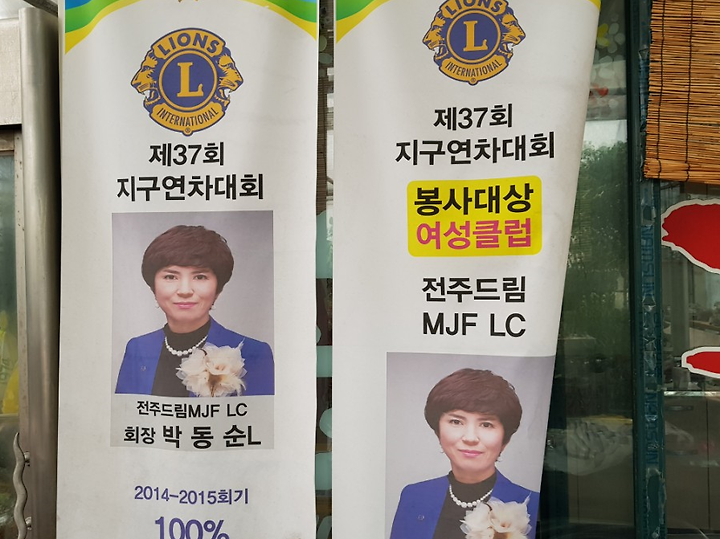 LIONS
L
INTERNATIONAL
제37회
지구연차대회
전주드림MJF LC
회장 박 동 순L
2014~2015회기
100%
L
INTERNATIONAL
제37회
지구연차대회
봉사대상
여성클럽
전주드림
MJF LC